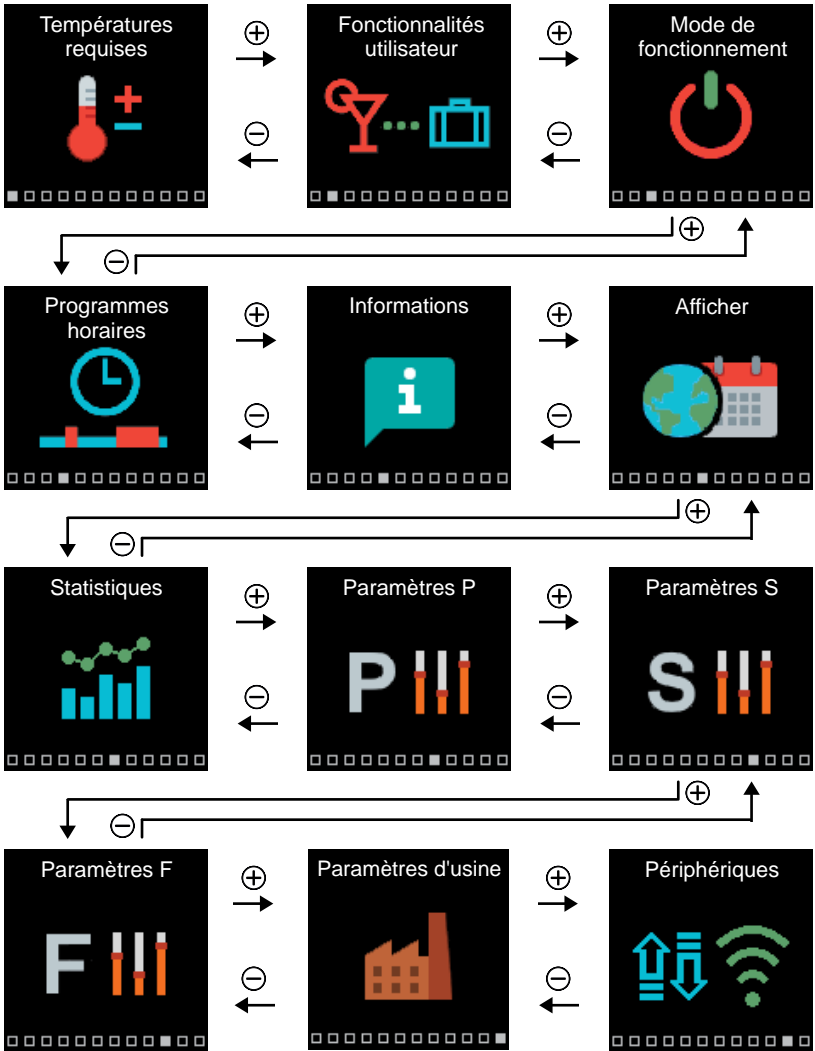 Températures
requises
Fonctionnalités
utilisateur
Mode de
fonctionnement
Programmes
horaires
Informations
Afficher
Statistiques
Paramètres P
P
Paramètres S
S
Paramètres F
F
Paramètres d'usine
Périphériques